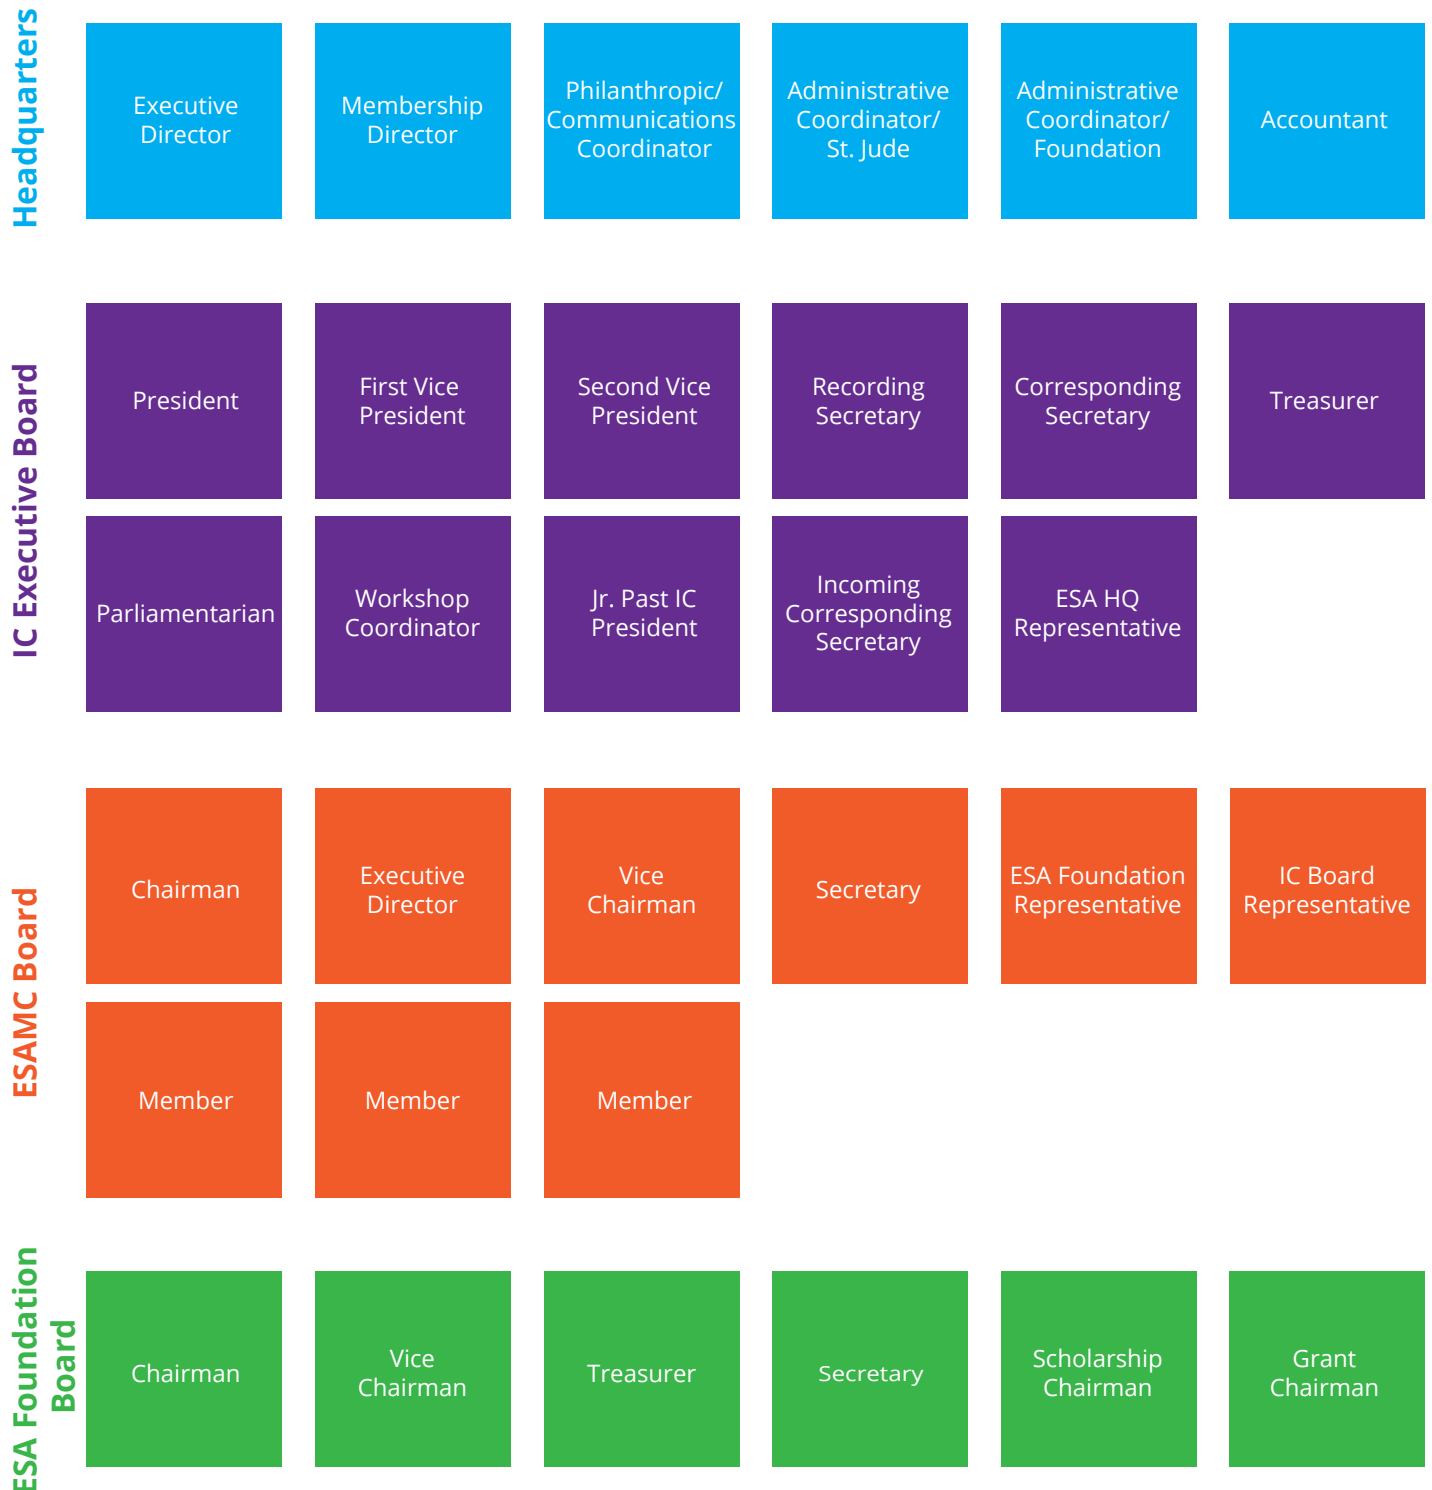 Headquarters
Executive
Director
Membership
Director
Philanthropic/
Communications
Coordinator
Administrative
Coordinator/
St. Jude
Administrative
Coordinator/
Foundation
Accountant
IC Executive Board
President
First Vice
President
Second Vice
President
Recording
Secretary
Corresponding
Secretary
Treasurer
Parliamentarian
Workshop
Coordinator
Jr. Past IC
President
Incoming
Corresponding
Secretary
ESA HQ
Representative
ESAMC Board
Chairman
Executive
Director
Vice
Chairman
Secretary
ESA Foundation
Representative
IC Board
Representative
Member
Member
Member
ESA Foundation
Board
Chairman
Vice
Chairman
Treasurer
Secretary
Scholarship
Chairman
Grant
Chairman